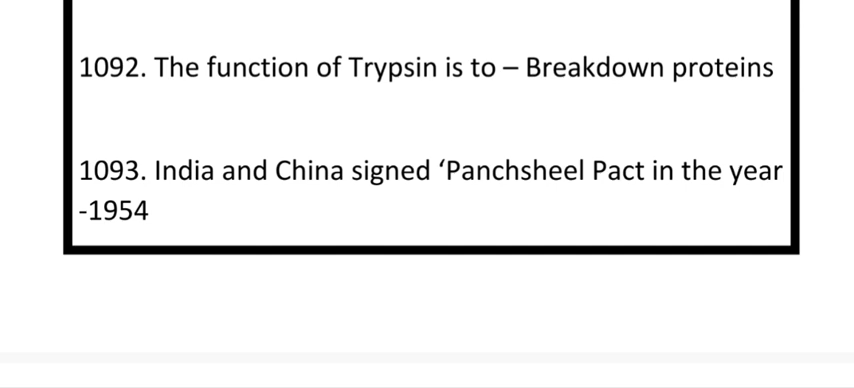 1092. The function of Trypsin is to – Breakdown proteins
1093. India and China signed ‘Panchsheel Pact in the year
-1954